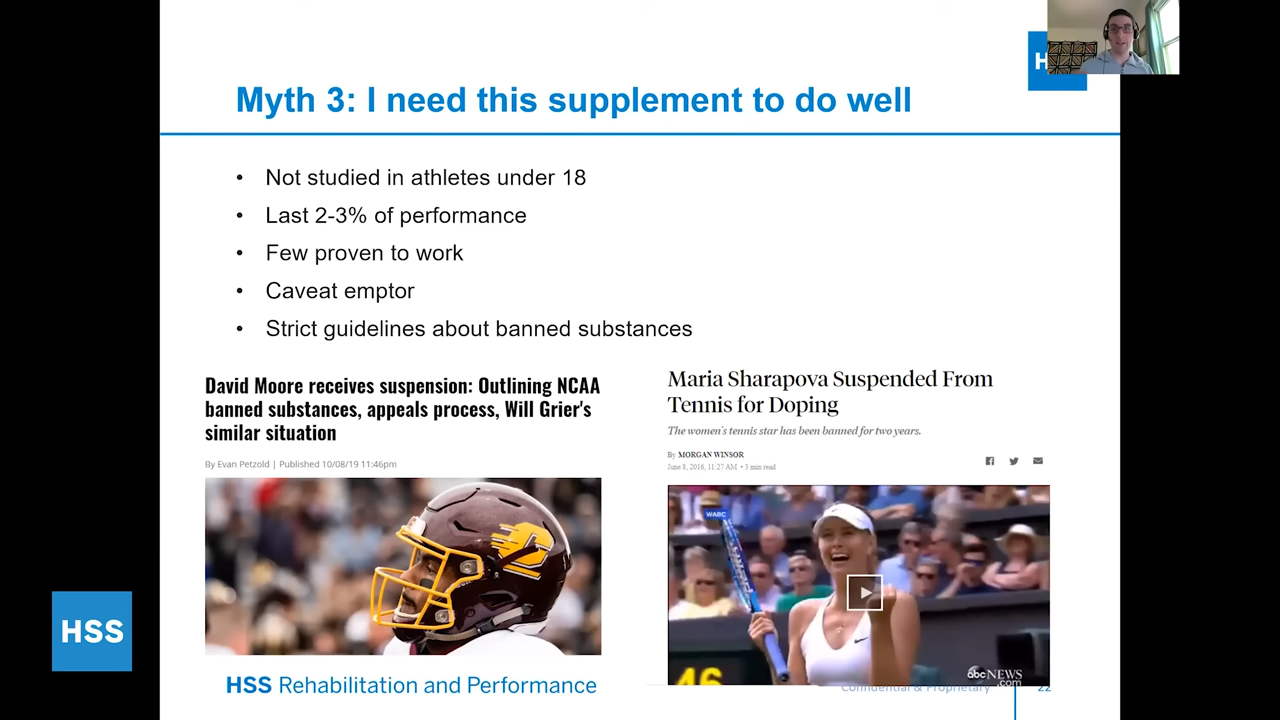 H
Myth 3: I need this supplement to do well
• Not studied in athletes under 18
• Last 2-3% of performance
• Few proven to work
• Caveat emptor
• Strict guidelines about banned substances
David Moore receives suspension: Outlining NCAA
banned substances, appeals process, Will Grier's
similar situation
By Evan Petzold | Published 10/08/19 11:46pm
Maria Sharapova Suspended From
Tennis for Doping
The women's tennis star has been banned for two years.
By MORGAN WINSOR
June 8, 2016, 11:27 AM • 3 min read
WABC
C
46
abc NEWS
.com
HSS
HSS Rehabilitation and Performance
Confidential & Proprietary
22